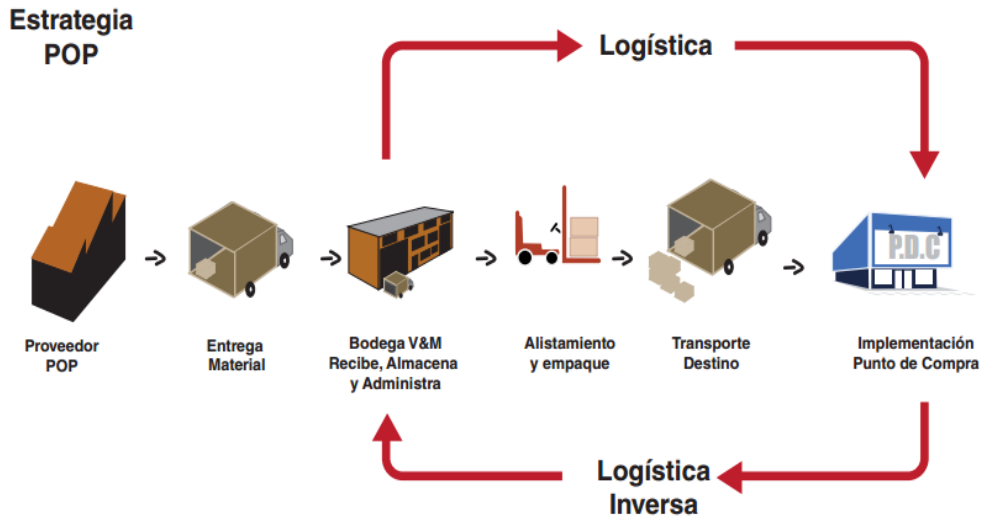 Estrategia
POP
Logística
P.D.C
Proveedor
POP
Entrega
Material
Bodega V&M
Recibe, Almacena
y Administra
Alistamiento
y empaque
Transporte
Destino
Implementación
Punto de Compra
Logística
Inversa